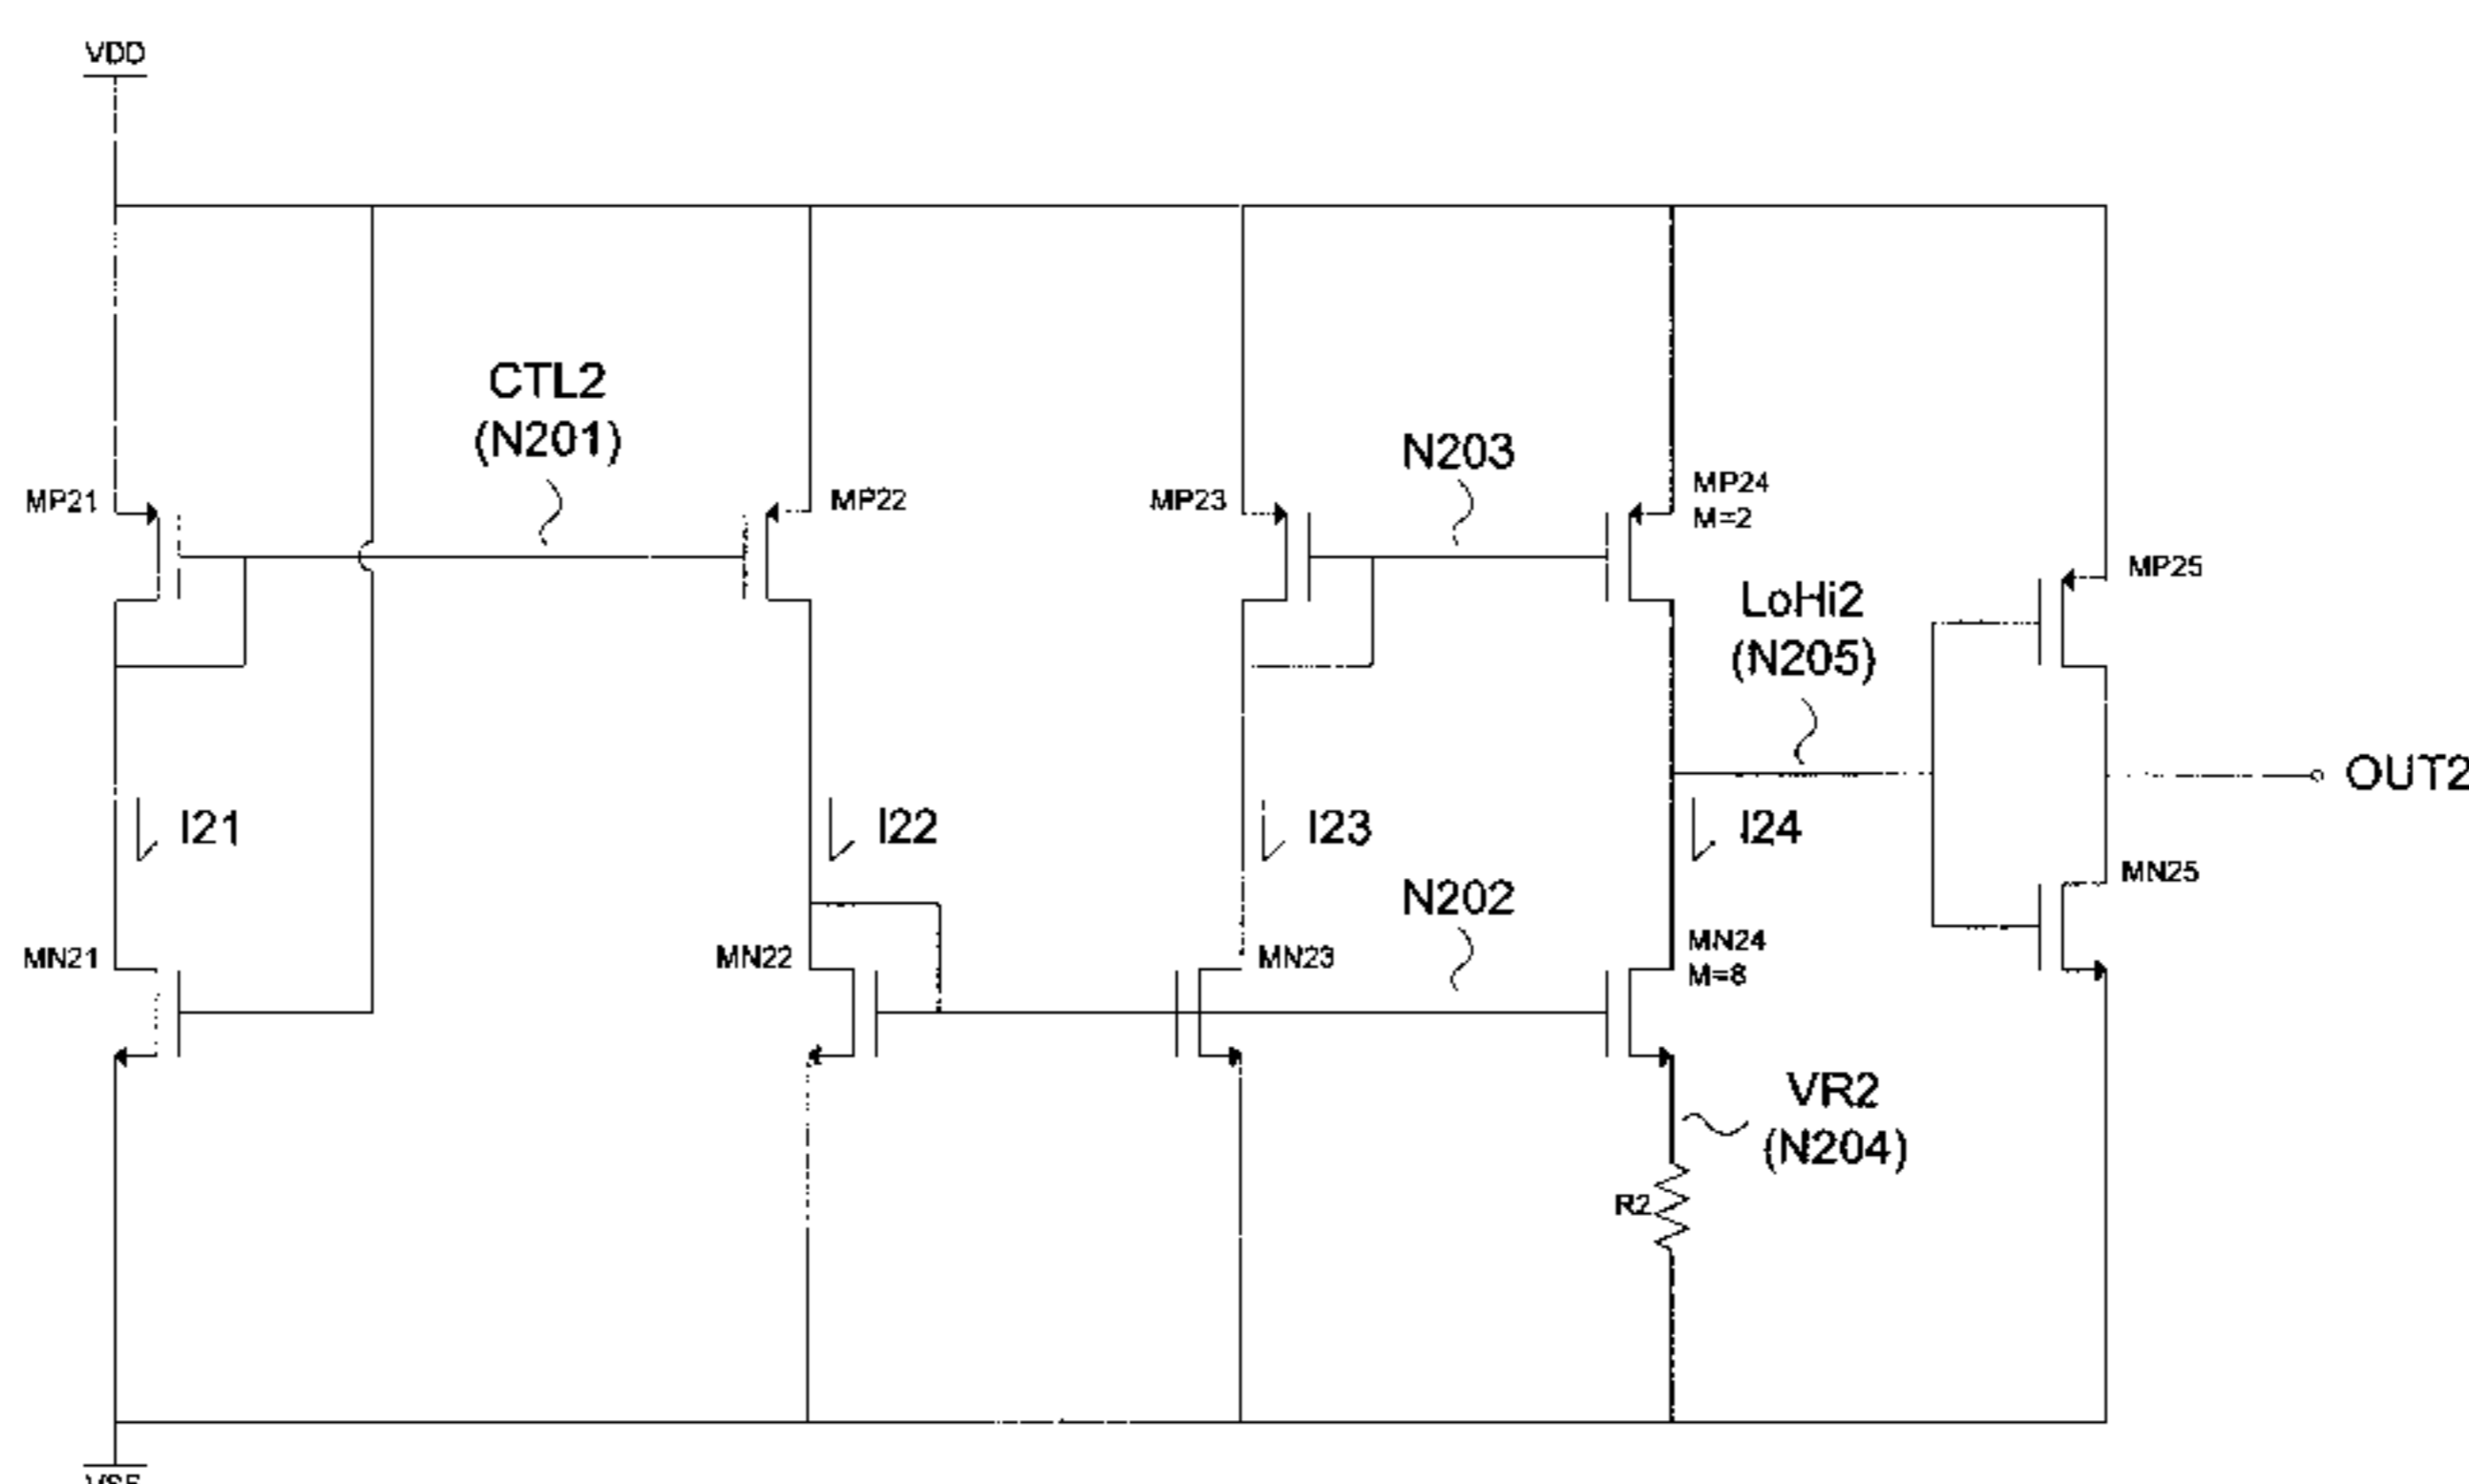 VDD
CTL2
(N201)
MP21
MP22
MP23
N203
MP24
M=2
MP25
LoHi2
(N205)
OUT2
I21
I22
I23
I24
N202
MN25
MN21
MN22
MN23
MN24
M=8
VR2
(N204)
R2